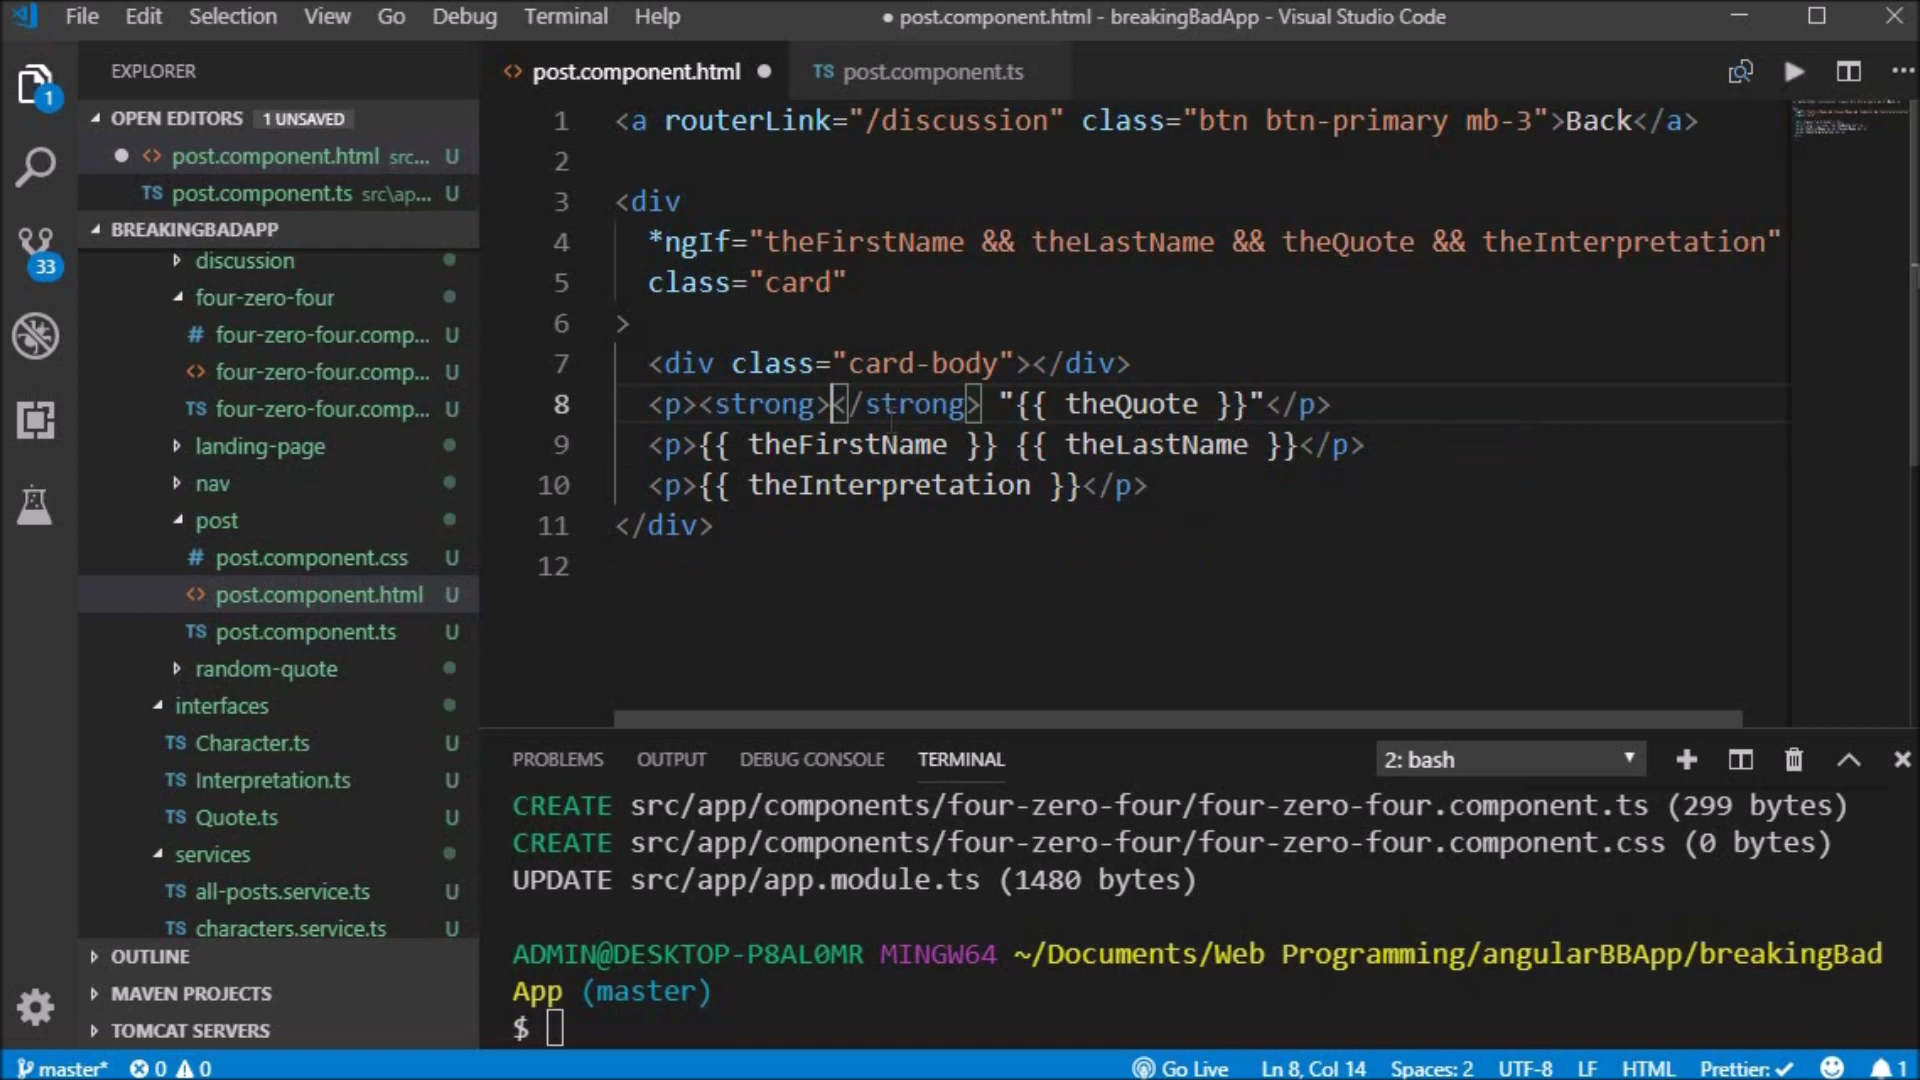 File Edit Selection View Go Debug Terminal Help
● post.component.html - breakingBadApp - Visual Studio Code
EXPLORER
OPEN EDITORS 1 UNSAVED
post.component.html src... U
TS post.component.ts src\ap... U
BREAKINGBADAPP
discussion
four-zero-four
# four-zero-four.comp... U
<> four-zero-four.comp... U
TS four-zero-four.comp... U
landing-page
nav
post
# post.component.css U
<> post.component.html U
TS post.component.ts U
random-quote
interfaces
TS Character.ts U
TS Interpretation.ts U
TS Quote.ts U
services
TS all-posts.service.ts U
TS characters.service.ts U
OUTLINE
MAVEN PROJECTS
TOMCAT SERVERS
1
33
<> post.component.html ●
TS post.component.ts
1 <a routerLink="/discussion" class="btn btn-primary mb-3">Back</a>
2
3 <div
4 *ngIf="theFirstName && theLastName && theQuote && theInterpretation"
5 class="card"
6 >
7 <div class="card-body"></div>
8 <p><strong></strong> "{{ theQuote }}"</p>
9 <p>{{ theFirstName }} {{ theLastName }}</p>
10 <p>{{ theInterpretation }}</p>
11 </div>
12
PROBLEMS OUTPUT DEBUG CONSOLE TERMINAL
2: bash
CREATE src/app/components/four-zero-four/four-zero-four.component.ts (299 bytes)
CREATE src/app/components/four-zero-four/four-zero-four.component.css (0 bytes)
UPDATE src/app/app.module.ts (1480 bytes)
ADMIN@DESKTOP-P8AL0MR MINGW64 ~/Documents/Web Programming/angularBBApp/breakingBad
App (master)
$
master* 0 0 Go Live Ln 8, Col 14 Spaces: 2 UTF-8 LF HTML Prettier: ✓ 1